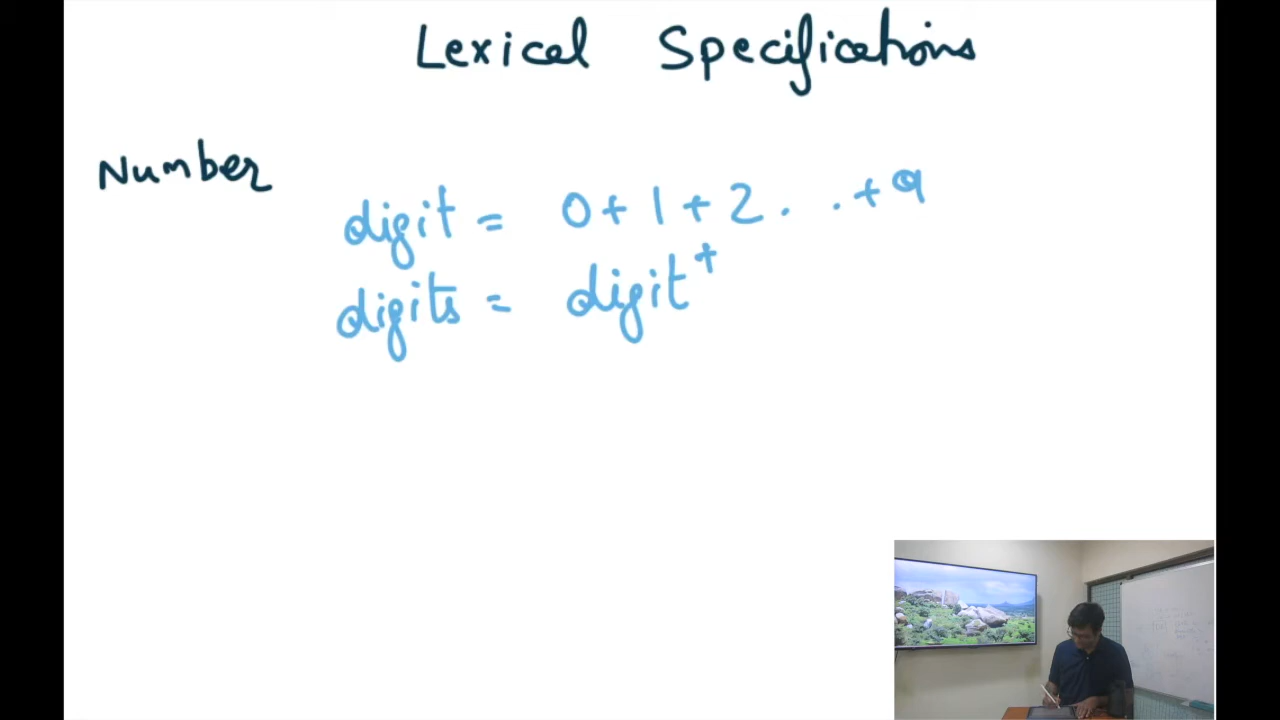 Lexical Specifications
Number
digit = 0 + 1 + 2 . . . + 9
digits = digit⁺